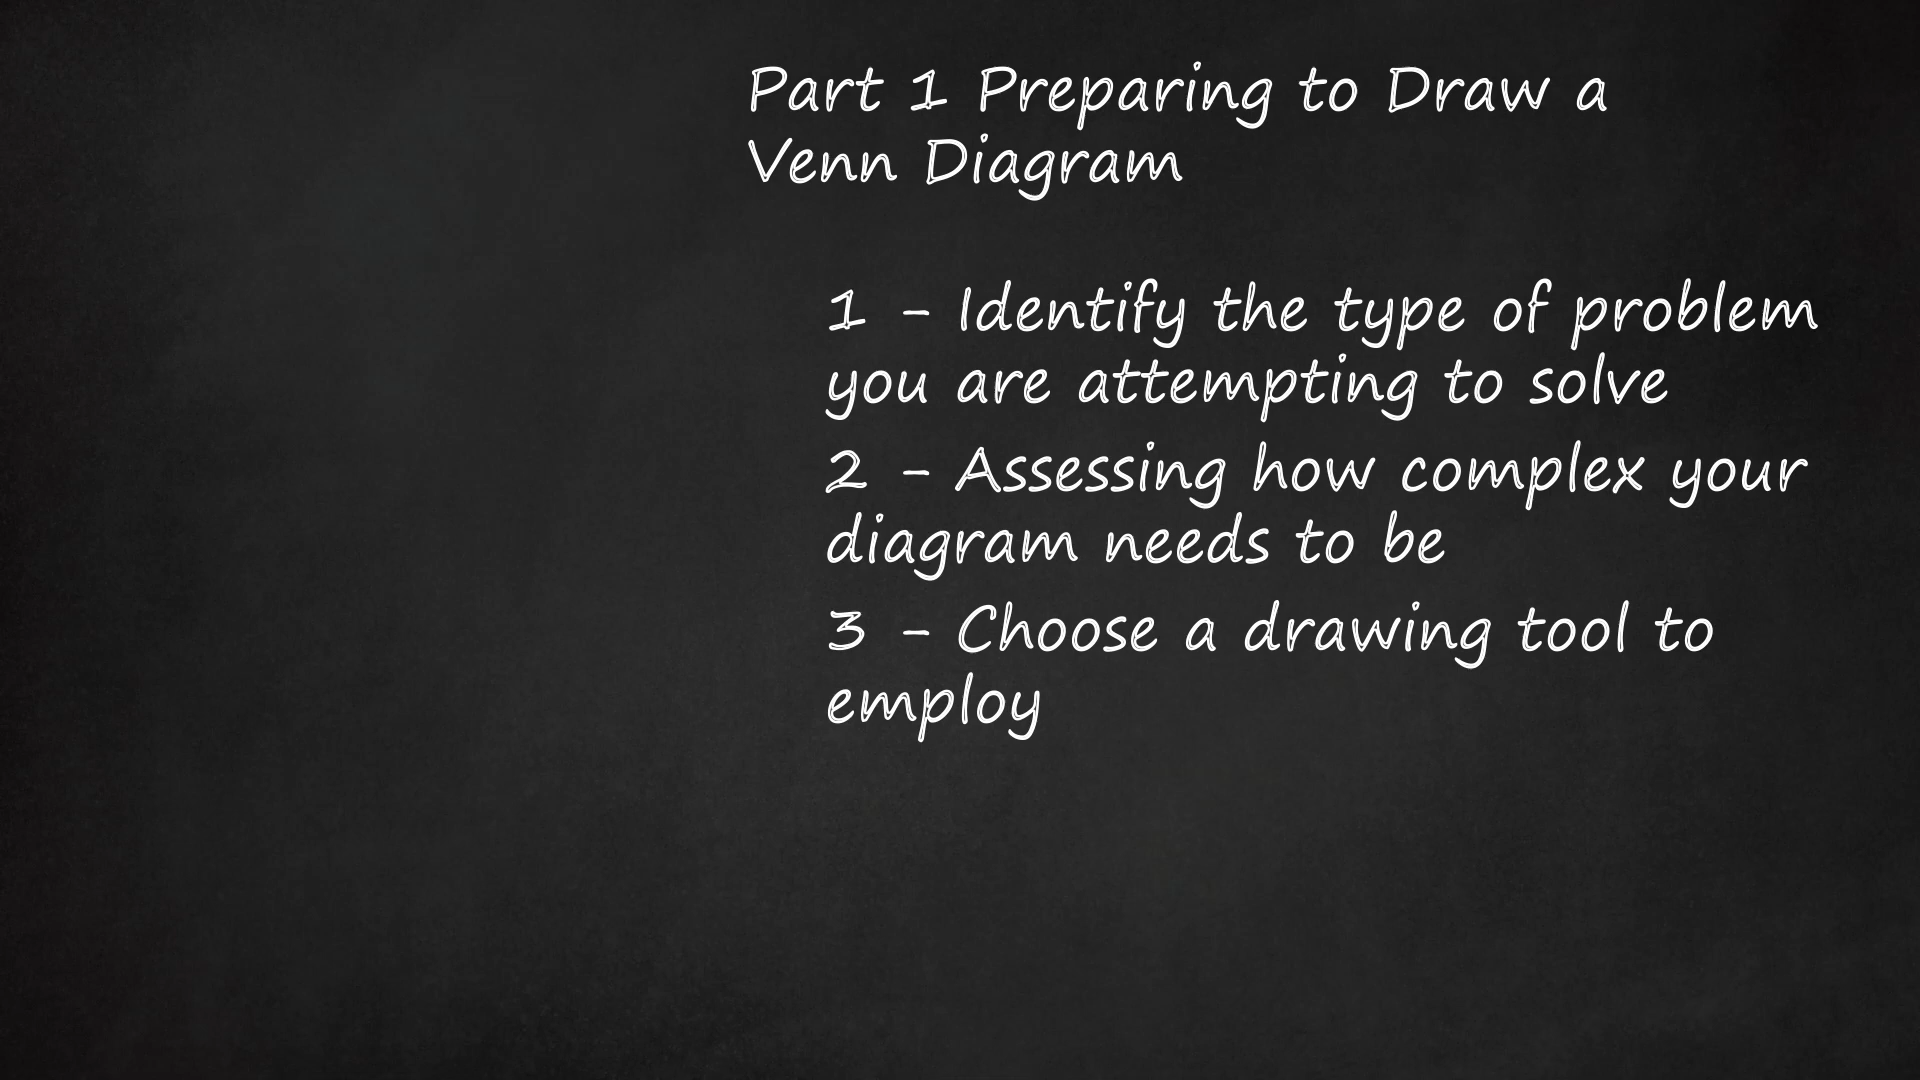 Part 1 Preparing to Draw a
Venn Diagram
1 - Identify the type of problem
you are attempting to solve
2 - Assessing how complex your
diagram needs to be
3 - Choose a drawing tool to
employ